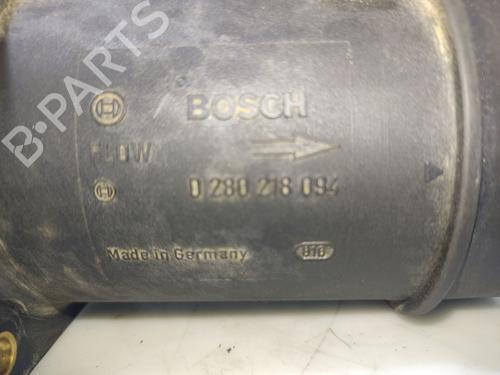 BOSCH
FLOW
0 280 218 094
Made in Germany
B-PARTS